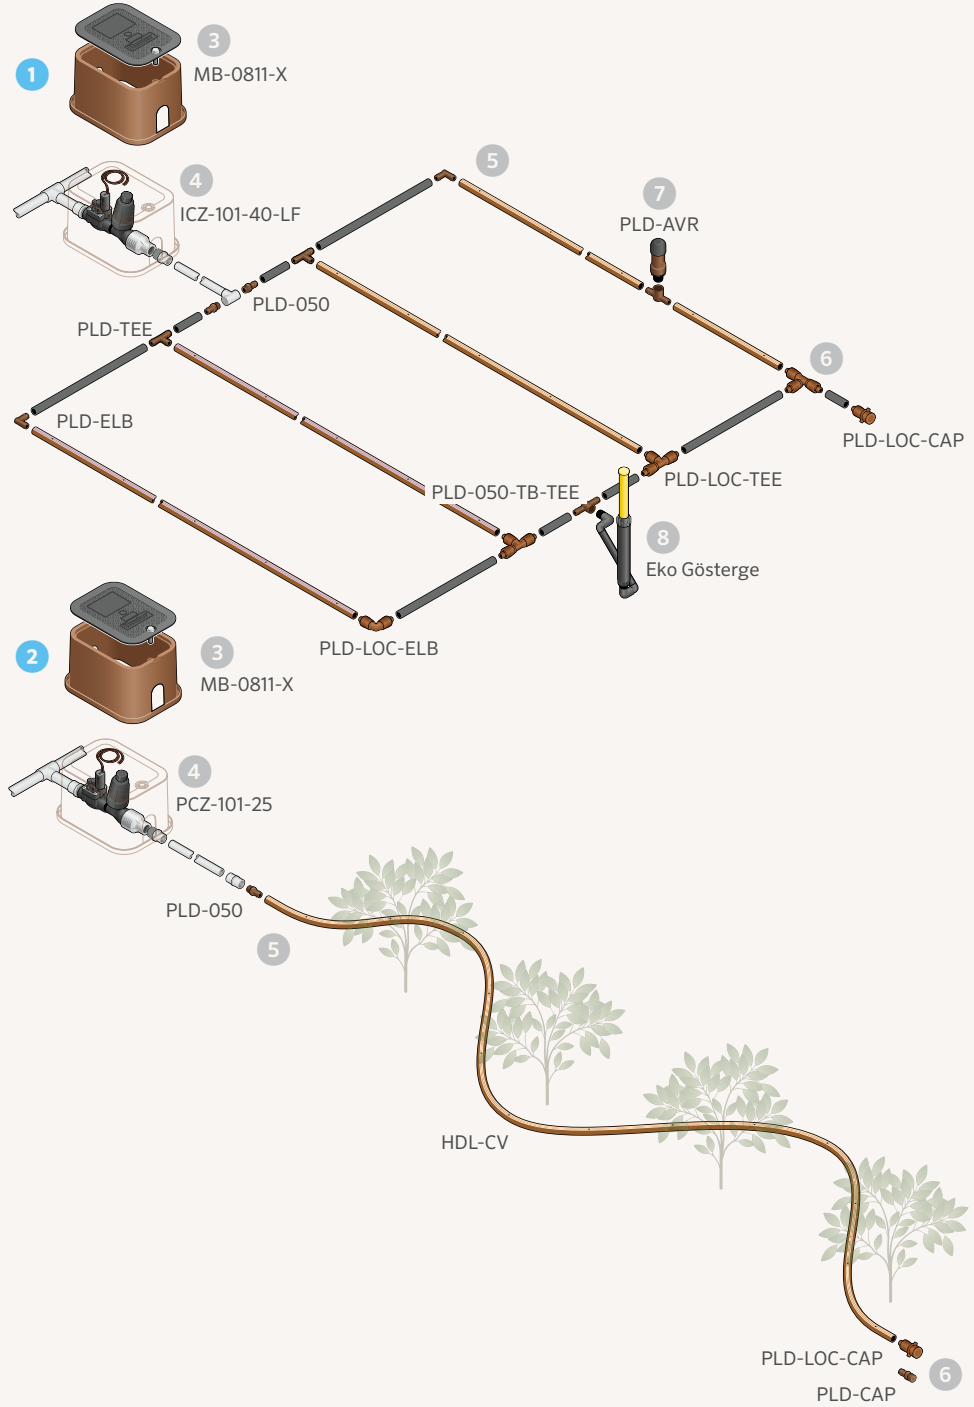 1
3
MB-0811-X
4
ICZ-101-40-LF
5
7
PLD-AVR
PLD-050
PLD-TEE
6
PLD-ELB
PLD-LOC-CAP
PLD-LOC-TEE
PLD-050-TB-TEE
8
Eko Gösterge
PLD-LOC-ELB
2
3
MB-0811-X
4
PCZ-101-25
PLD-050
5
HDL-CV
PLD-LOC-CAP
6
PLD-CAP